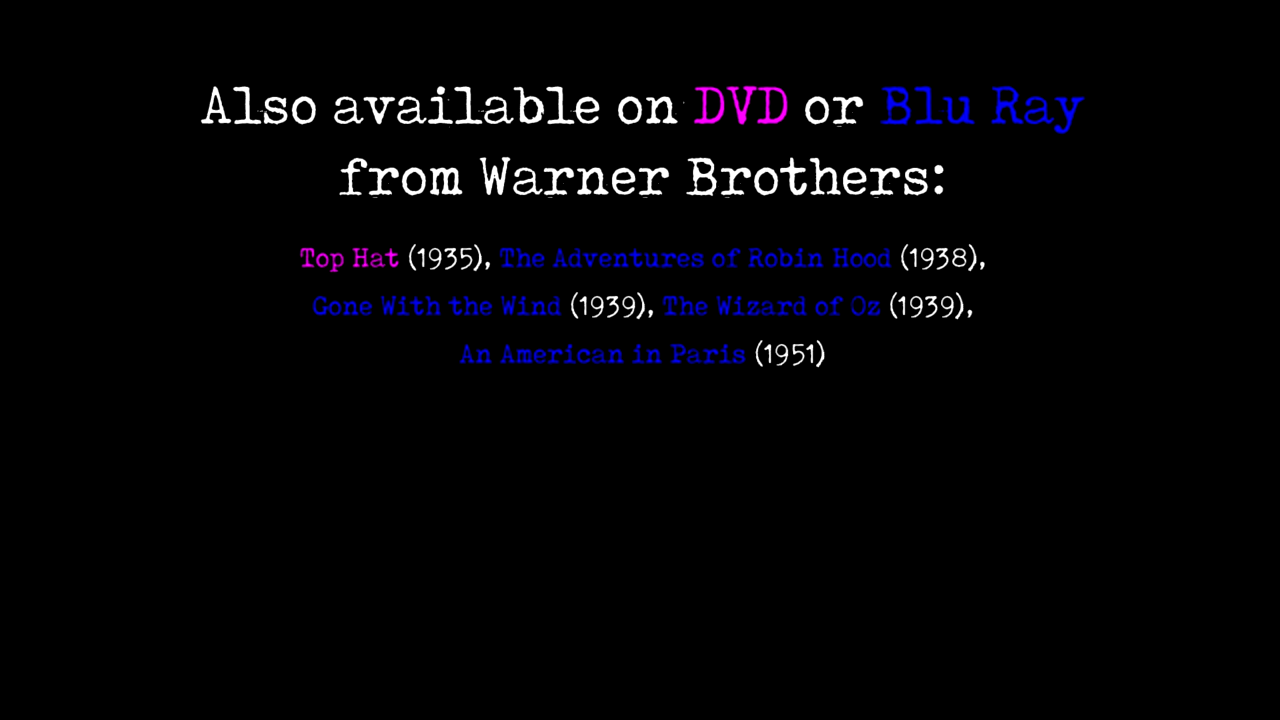 Also available on DVD or Blu Ray
from Warner Brothers:
Top Hat (1935), The Adventures of Robin Hood (1938),
Gone With the Wind (1939), The Wizard of Oz (1939),
An American in Paris (1951)